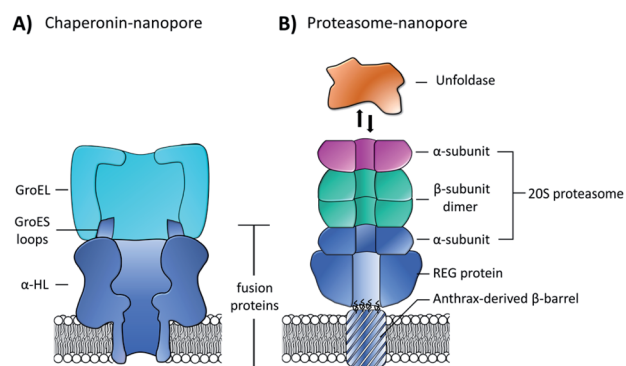 A) Chaperonin-nanopore
GroEL
GroES
loops
α-HL
fusion
proteins
B) Proteasome-nanopore
Unfoldase
α-subunit
β-subunit
dimer
α-subunit
20S proteasome
REG protein
Anthrax-derived β-barrel